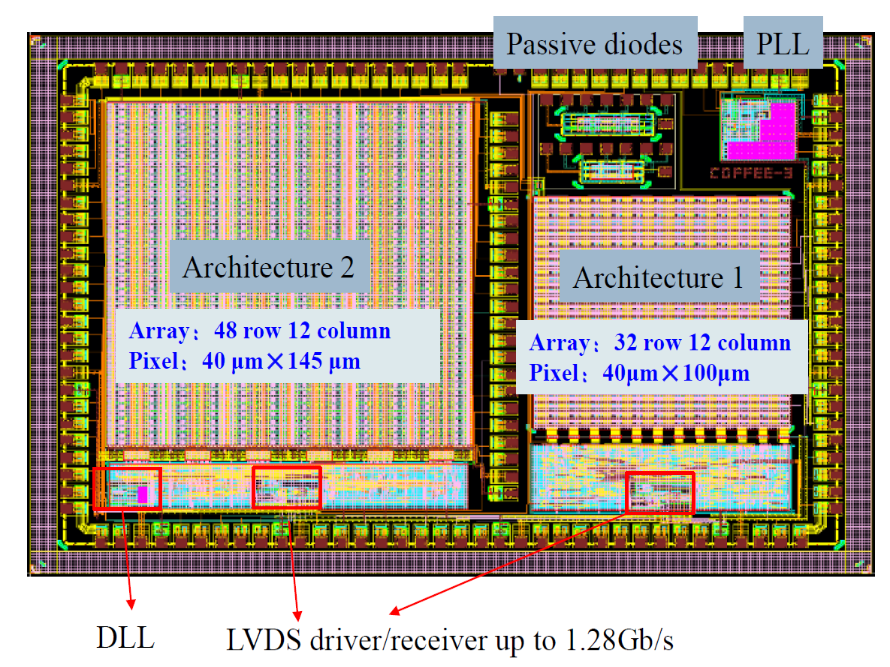 Passive diodes
PLL
COFFEE-3
Architecture 2
Architecture 1
Array：48 row 12 column
Pixel：40 μm×145 μm
Array：32 row 12 column
Pixel：40μm×100μm
DLL
LVDS driver/receiver up to 1.28Gb/s